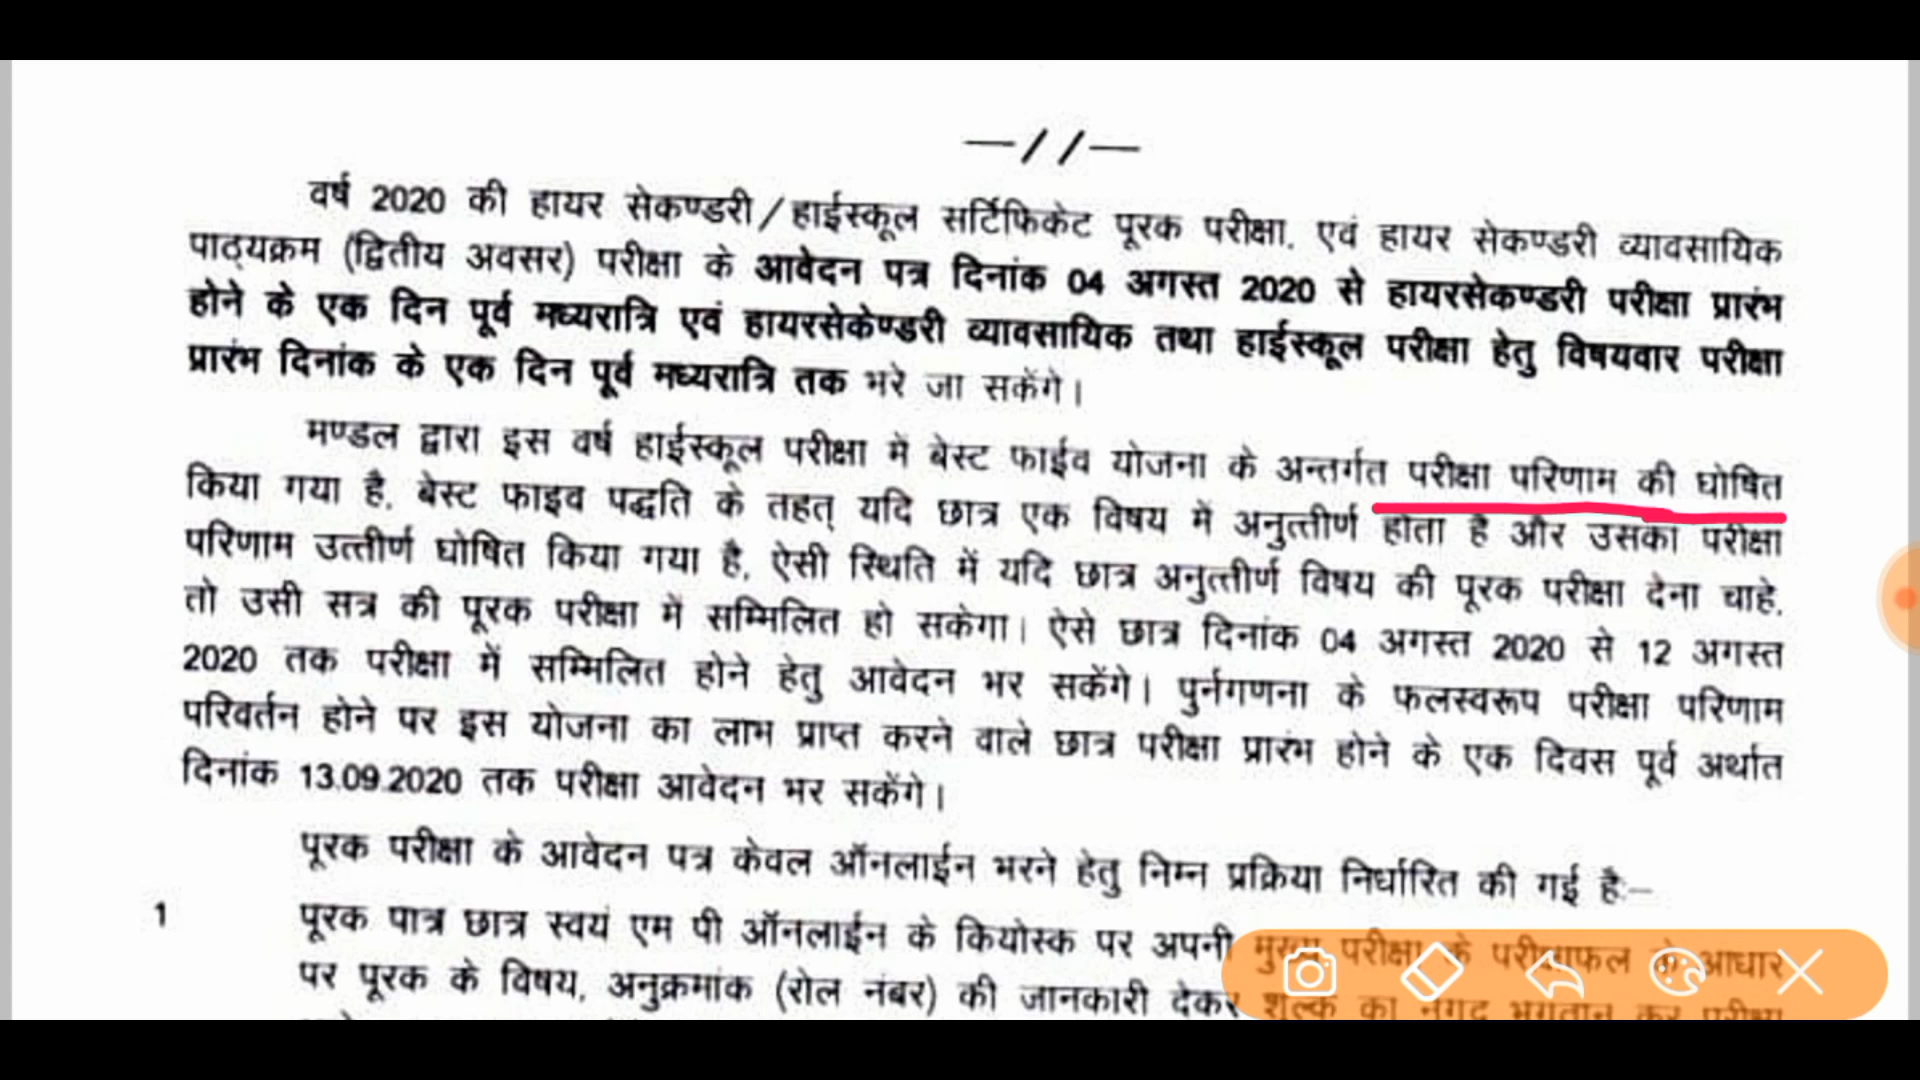 —//—
वर्ष 2020 की हायर सेकण्डरी/हाईस्कूल सर्टिफिकेट पूरक परीक्षा, एवं हायर सेकण्डरी व्यावसायिक
पाठ्यक्रम (द्वितीय अवसर) परीक्षा के आवेदन पत्र दिनांक 04 अगस्त 2020 से हायरसेकण्डरी परीक्षा प्रारंभ
होने के एक दिन पूर्व मध्यरात्रि एवं हायरसेकेण्डरी व्यावसायिक तथा हाईस्कूल परीक्षा हेतु विषयवार परीक्षा
प्रारंभ दिनांक के एक दिन पूर्व मध्यरात्रि तक भरे जा सकेंगे।
मण्डल द्वारा इस वर्ष हाईस्कूल परीक्षा में बेस्ट फाईव योजना के अन्तर्गत परीक्षा परिणाम की घोषित
किया गया है, बेस्ट फाइव पद्धति के तहत् यदि छात्र एक विषय में अनुत्तीर्ण होता है और उसका परीक्षा
परिणाम उत्तीर्ण घोषित किया गया है, ऐसी स्थिति में यदि छात्र अनुत्तीर्ण विषय की पूरक परीक्षा देना चाहे,
तो उसी सत्र की पूरक परीक्षा में सम्मिलित हो सकेगा। ऐसे छात्र दिनांक 04 अगस्त 2020 से 12 अगस्त
2020 तक परीक्षा में सम्मिलित होने हेतु आवेदन भर सकेंगे। पुर्नगणना के फलस्वरूप परीक्षा परिणाम
परिवर्तन होने पर इस योजना का लाभ प्राप्त करने वाले छात्र परीक्षा प्रारंभ होने के एक दिवस पूर्व अर्थात
दिनांक 13.09.2020 तक परीक्षा आवेदन भर सकेंगे।
पूरक परीक्षा के आवेदन पत्र केवल ऑनलाईन भरने हेतु निम्न प्रक्रिया निर्धारित की गई है:—
1 पूरक पात्र छात्र स्वयं एम पी ऑनलाईन के कियोस्क पर अपनी मुख्य परीक्षा के परीक्षाफल के आधार
पर पूरक के विषय, अनुक्रमांक (रोल नंबर) की जानकारी देकर शुल्क का नगद भुगतान कर परीक्षा